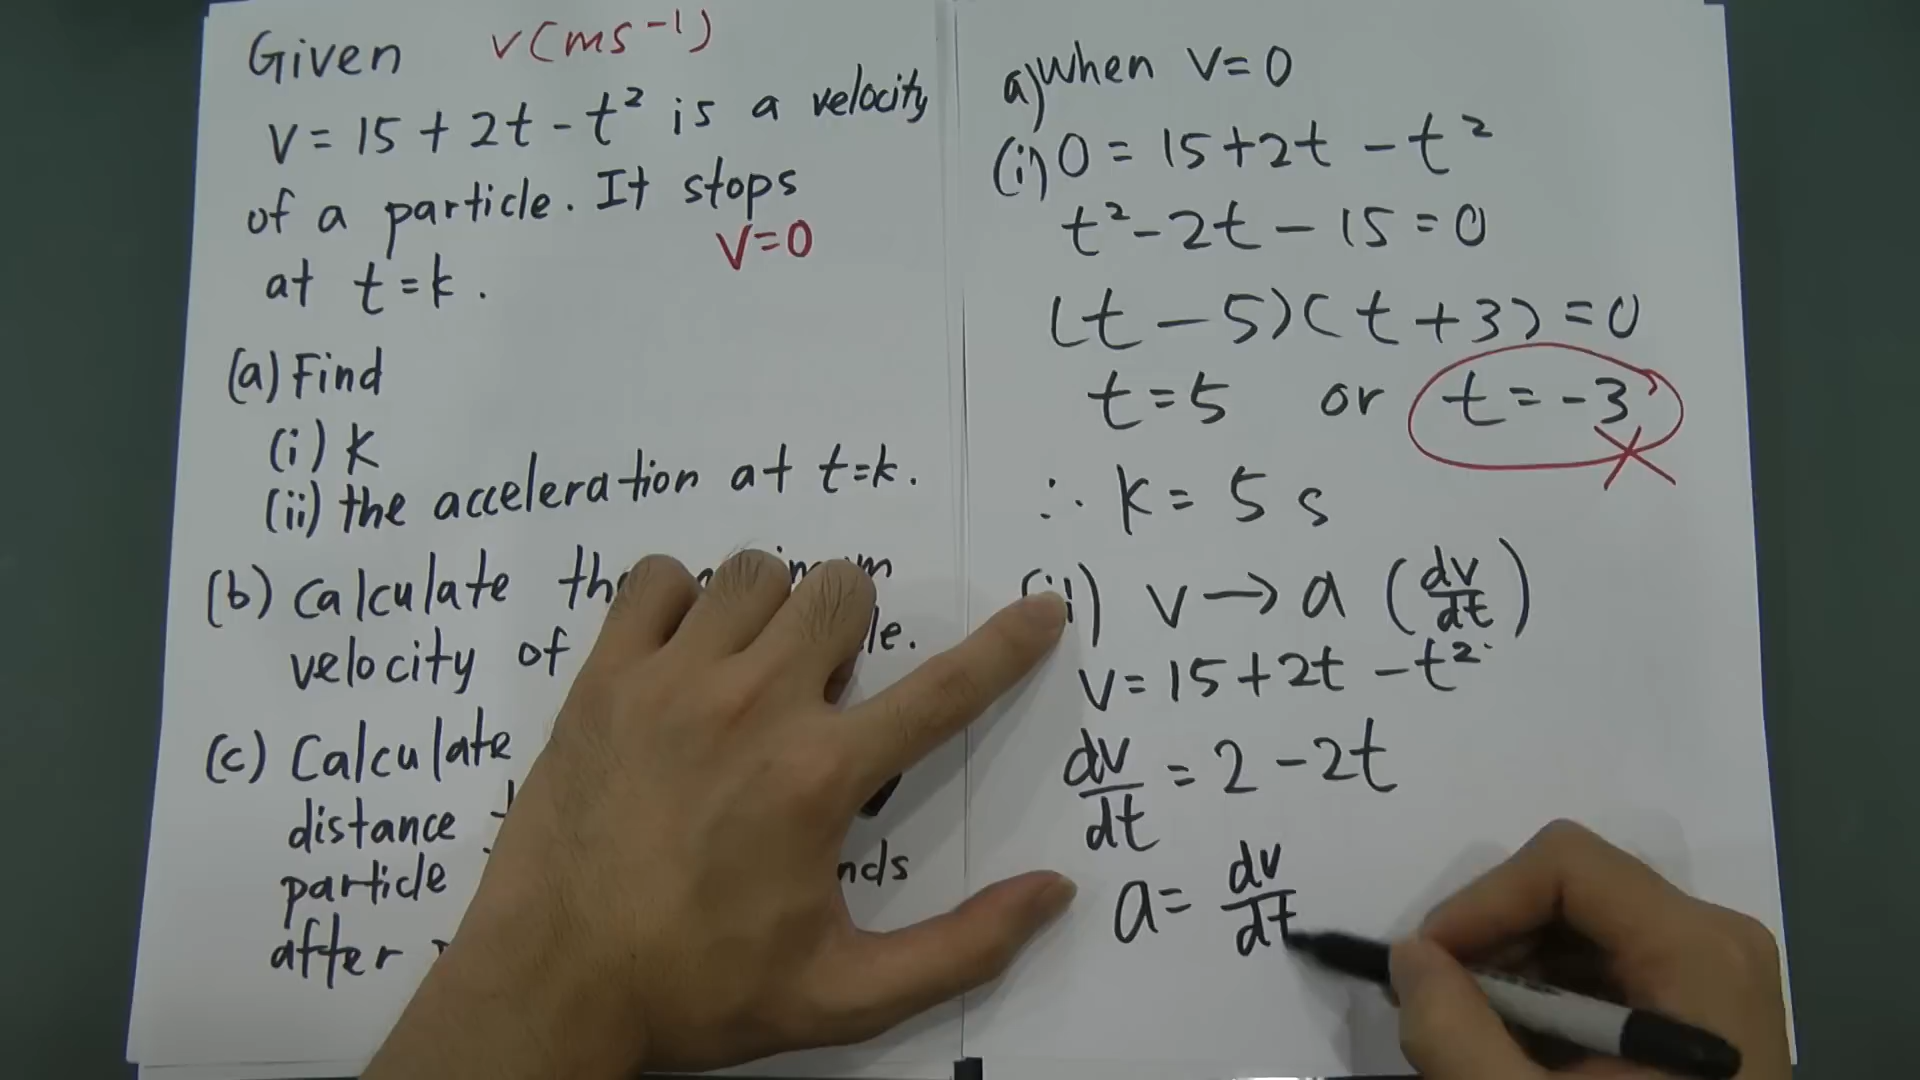 Given v(ms⁻¹)
v = 15 + 2t - t² is a velocity
of a particle. It stops
v=0
at t=k.
(a) Find
(i) k
(ii) the acceleration at t=k.
(b) Calculate
velocity of
(c) Calculate
distance
particle
after
a) when v=0
(i) 0 = 15+2t - t²
t² - 2t - 15 = 0
(t - 5)(t + 3) = 0
t = 5 or t = -3
∴ k = 5 s
(ii) v → a (dv/dt)
v = 15 + 2t - t²
dv/dt = 2 - 2t
a = dv/dt